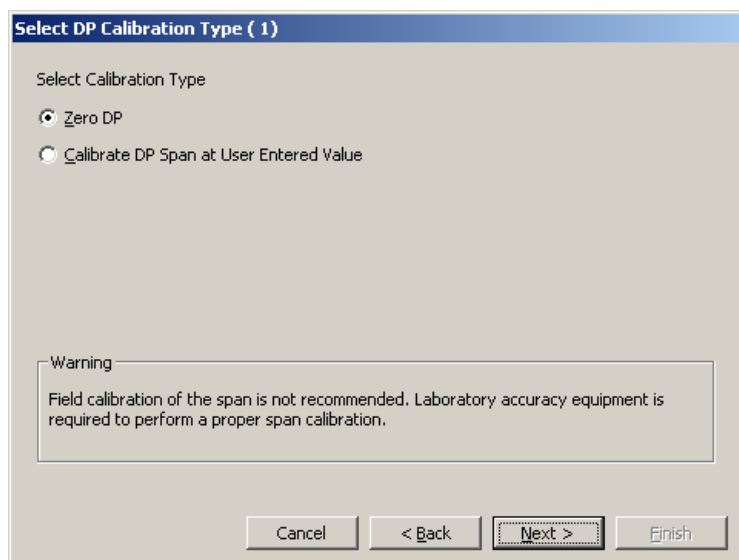 Select DP Calibration Type ( 1)
Select Calibration Type
Zero DP
Calibrate DP Span at User Entered Value
Warning
Field calibration of the span is not recommended. Laboratory accuracy equipment is
required to perform a proper span calibration.
Cancel
< Back
Next >
Finish